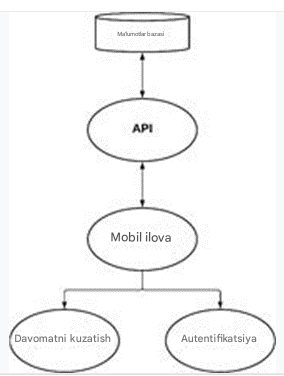 Ma'lumotlar bazasi
API
Mobil ilova
Davomatni kuzatish
Autentifikatsiya